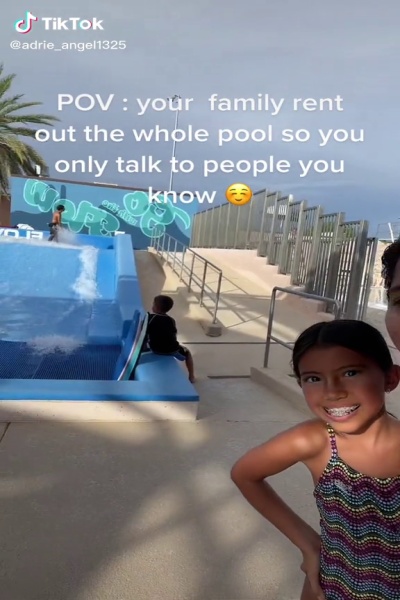 TikTok
@adrie_angel1325
POV : your family rent
out the whole pool so you
only talk to people you
know ☺️